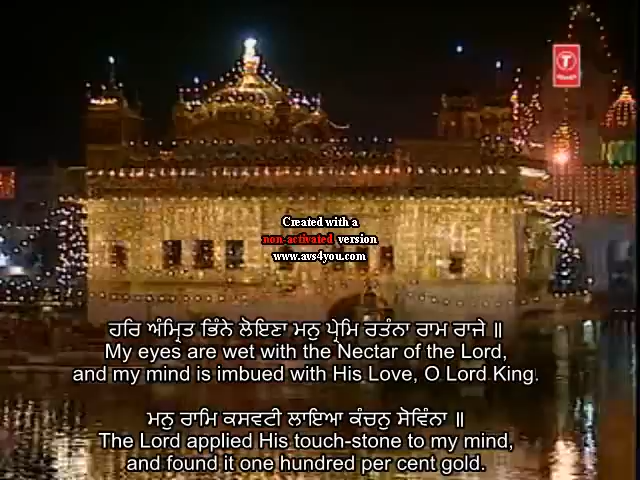 T
Created with a
non-activated version
www.avs4you.com
ਹਰਿ ਅੰਮ੍ਰਿਤ ਭਿੰਨੇ ਲੋਇਣਾ ਮਨੁ ਪ੍ਰੇਮਿ ਰਤੰਨਾ ਰਾਮ ਰਾਜੇ ॥
My eyes are wet with the Nectar of the Lord,
and my mind is imbued with His Love, O Lord King.
ਮਨੁ ਰਾਮਿ ਕਸਵਟੀ ਲਾਇਆ ਕੰਚਨੁ ਸੋਵਿੰਨਾ ॥
The Lord applied His touch-stone to my mind,
and found it one hundred per cent gold.